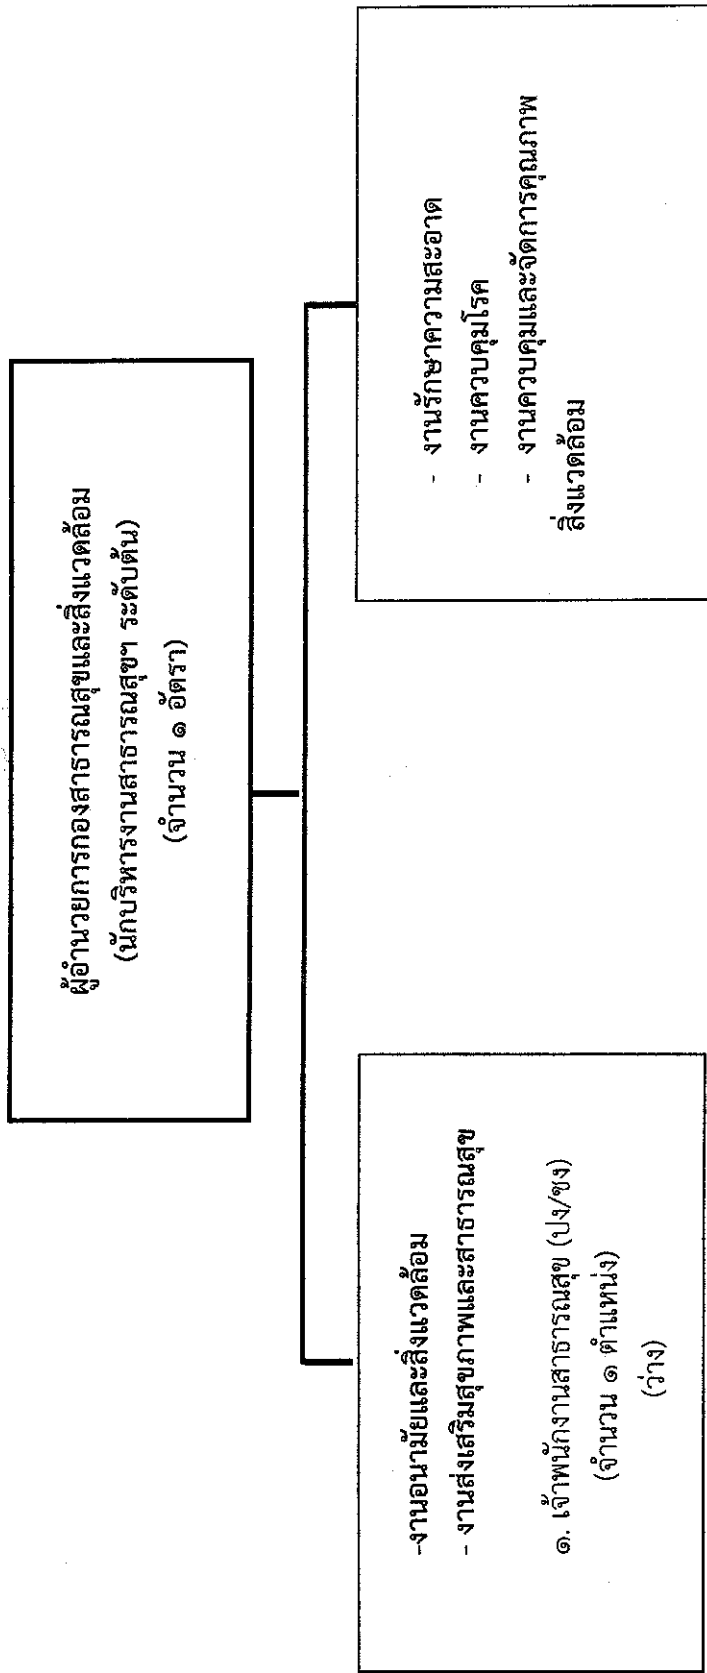 ผู้อำนวยการกองสาธารณสุขและสิ่งแวดล้อม
(นักบริหารงานสาธารณสุขฯ ระดับต้น)
(จำนวน ๑ อัตรา)
-งานอนามัยและสิ่งแวดล้อม
- งานส่งเสริมสุขภาพและสาธารณสุข
๑. เจ้าพนักงานสาธารณสุข (ปง/ชง)
(จำนวน ๑ ตำแหน่ง)
(ว่าง)
- งานรักษาความสะอาด
- งานควบคุมโรค
- งานควบคุมและจัดการคุณภาพ
สิ่งแวดล้อม